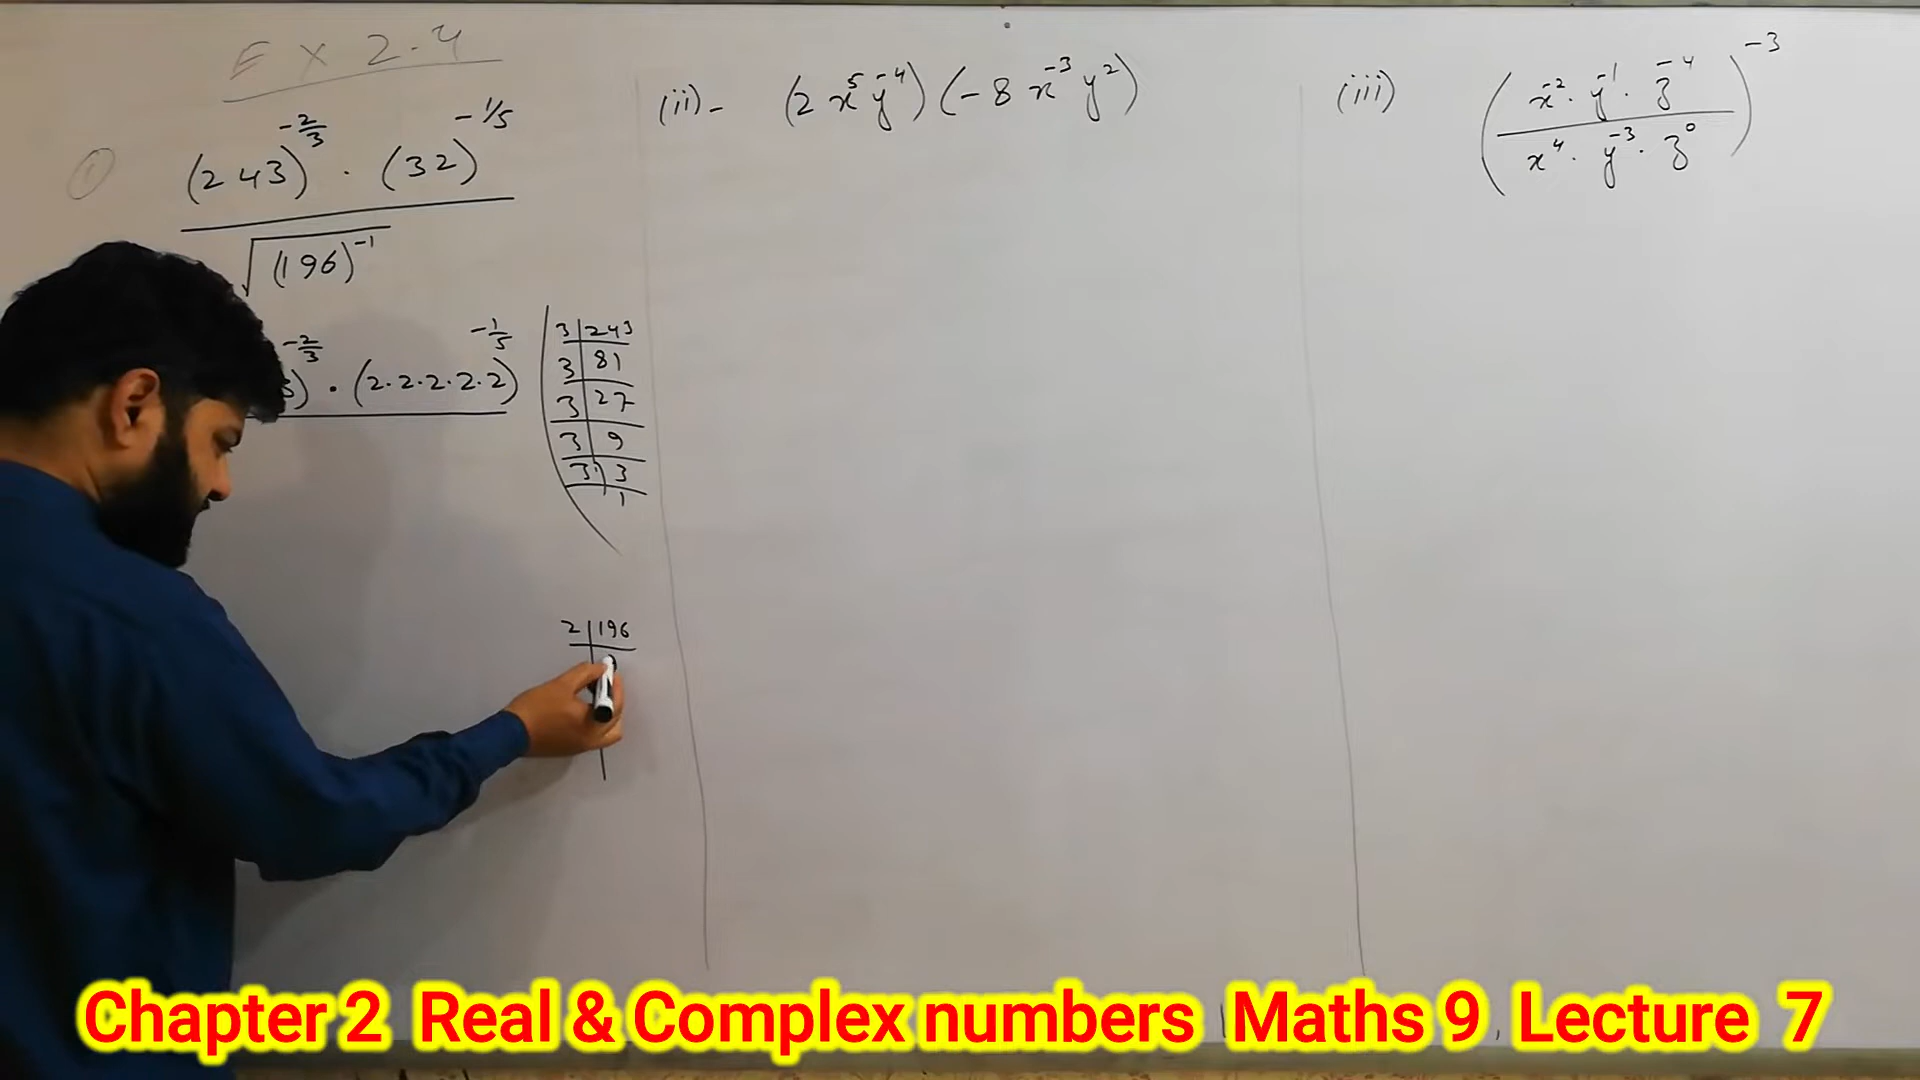 EX 2.4
① (243)^{-2/3} · (32)^{-1/5}
√(196)^{-1}
)^{-2/3} · (2·2·2·2·2)^{-1/5}
3 | 243
3 | 81
3 | 27
3 | 9
3 | 3
1
2 | 196
(ii)- (2x^5 y^{-4}) (-8x^{-3} y^2)
(iii) (x^{-2} · y^{-1} · z^{-4} / x^4 · y^{-3} · z^0)^{-3}
Chapter 2 Real & Complex numbers Maths 9 Lecture 7